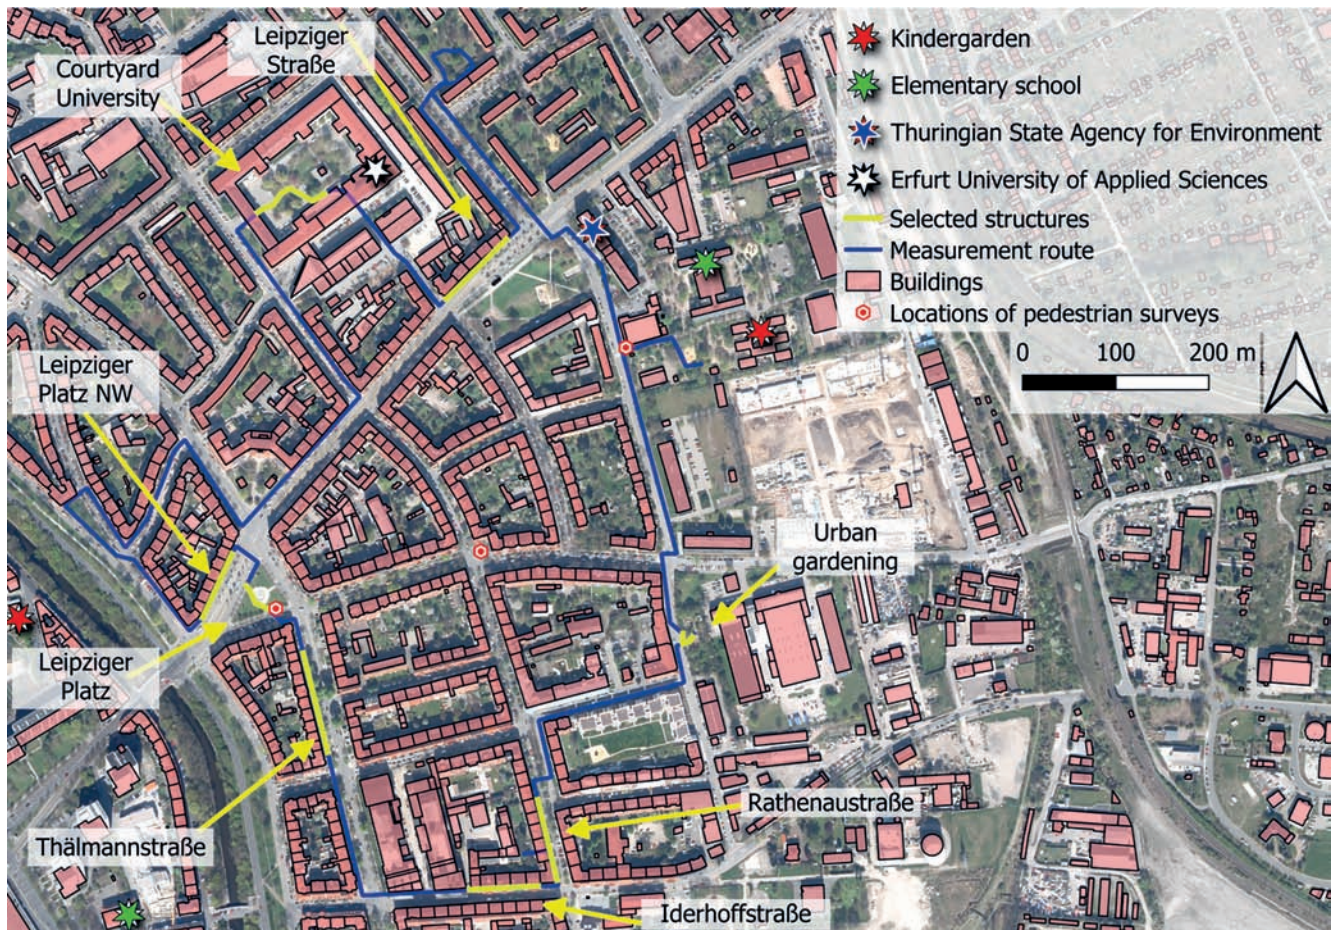 Leipziger
Straße
Courtyard
University
Kindergarden
Elementary school
Thuringian State Agency for Environment
Erfurt University of Applied Sciences
Selected structures
Measurement route
Buildings
Locations of pedestrian surveys
0 100 200 m
Leipziger
Platz NW
Urban
gardening
Leipziger
Platz
Rathenaustraße
Thälmannstraße
Iderhoffstraße